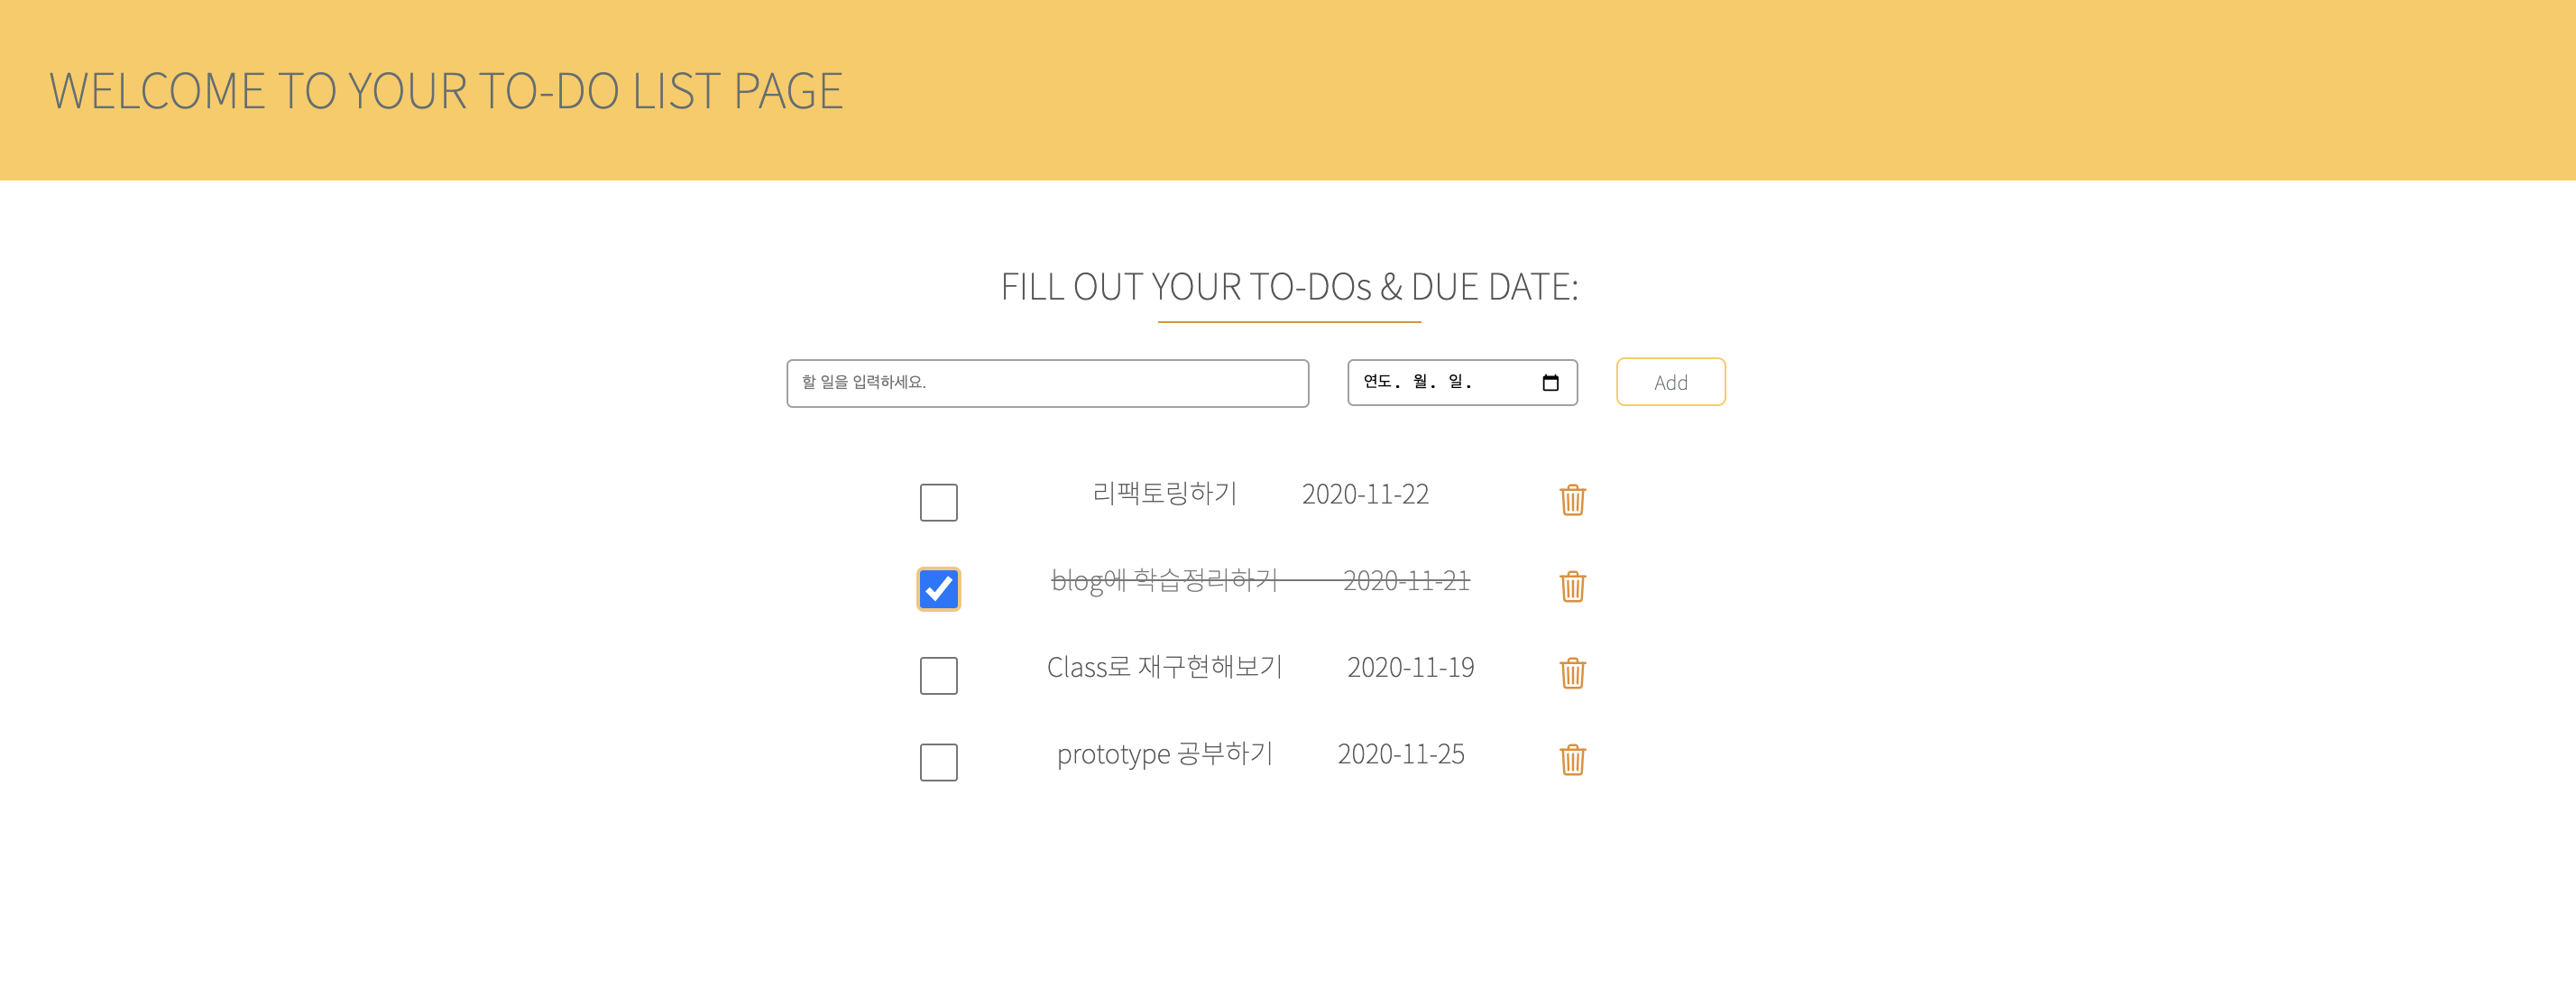 WELCOME TO YOUR TO-DO LIST PAGE
FILL OUT YOUR TO-DOs & DUE DATE:
할 일을 입력하세요. 연도. 월. 일. Add
리팩토링하기 2020-11-22
blog에 학습정리하기 2020-11-21
Class로 재구현해보기 2020-11-19
prototype 공부하기 2020-11-25